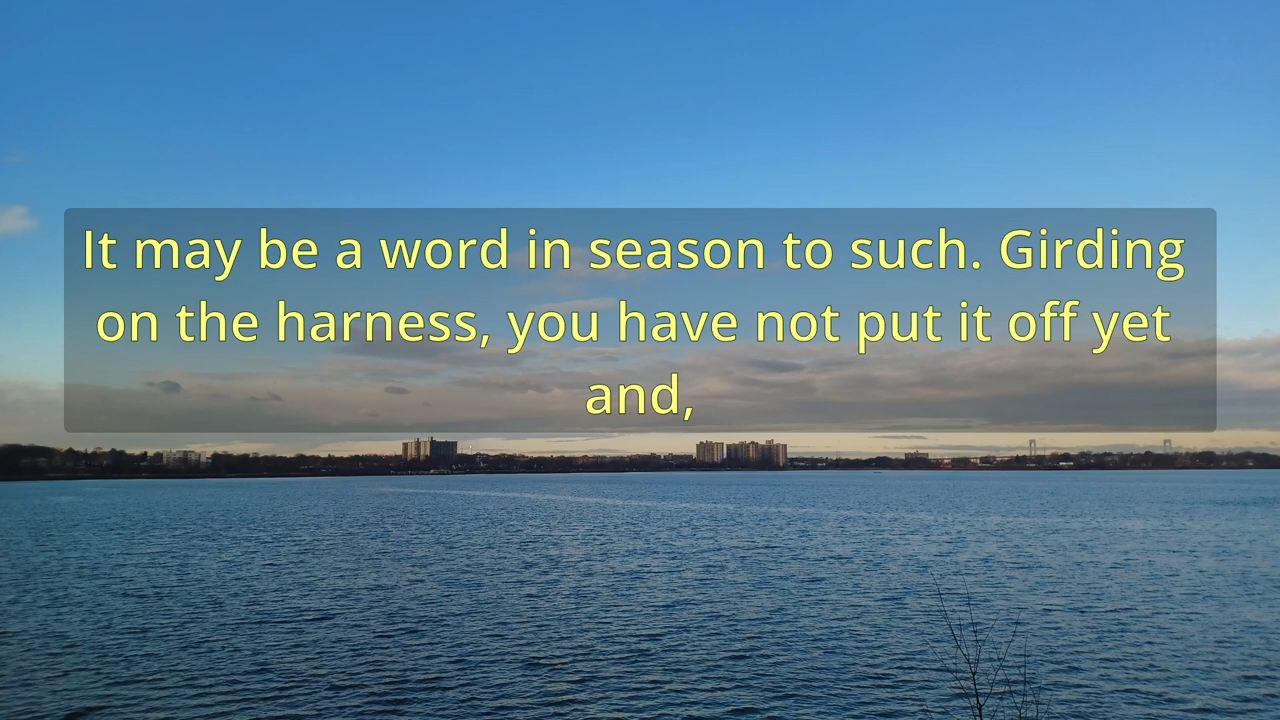 It may be a word in season to such. Girding
on the harness, you have not put it off yet
and,